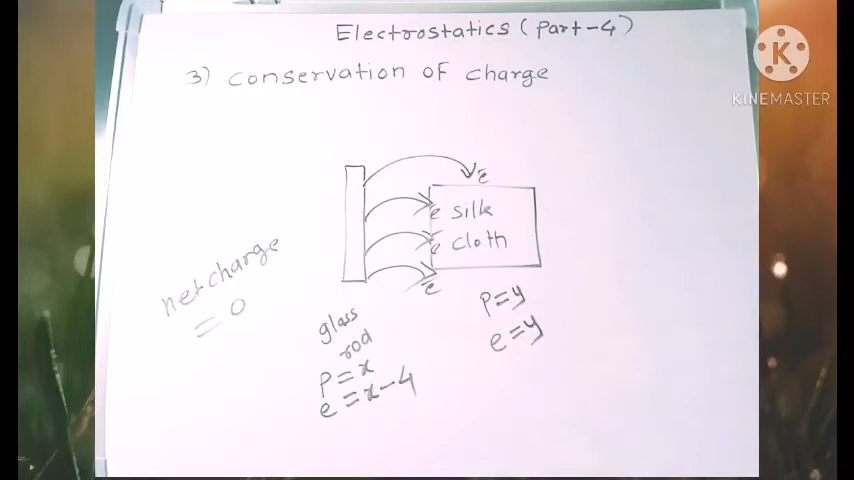 Electrostatics (part-4)
3) conservation of charge
KINEMASTER
e
e silk
e cloth
e
net charge
= 0
glass
rod
p = x
e = x-4
p = y
e = y